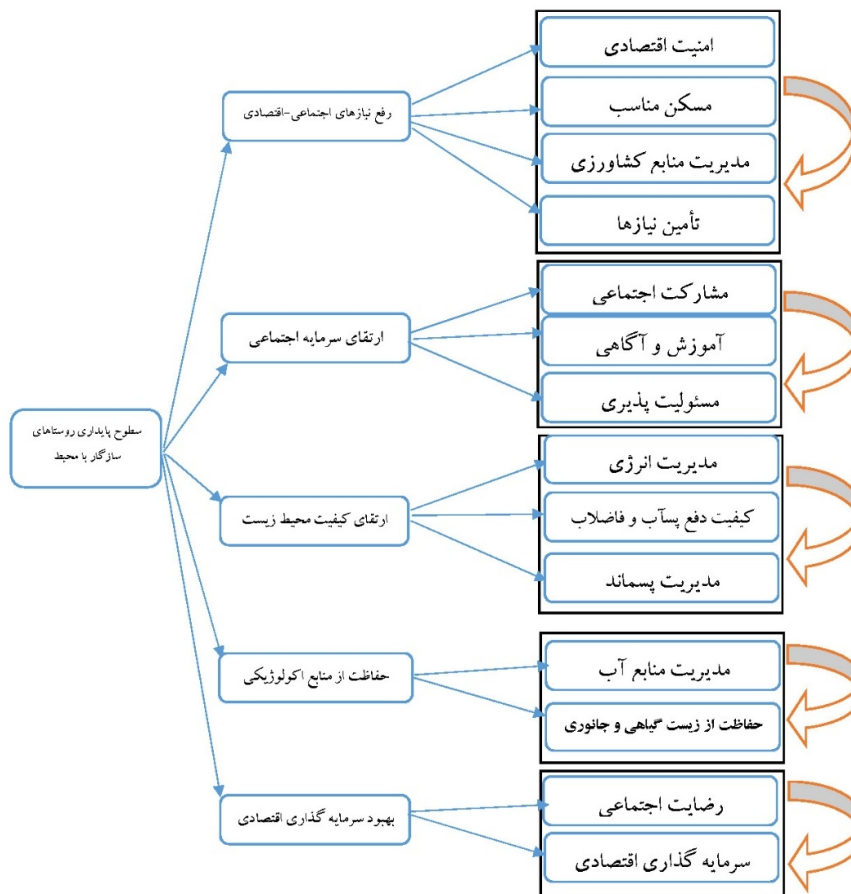 سطوح پایداری روستاهای
سازگار با محیط
رفع نیازهای اجتماعی-اقتصادی
امنیت اقتصادی
مسکن مناسب
مدیریت منابع کشاورزی
تأمین نیازها
ارتقای سرمایه اجتماعی
مشارکت اجتماعی
آموزش و آگاهی
مسئولیت پذیری
ارتقای کیفیت محیط زیست
مدیریت انرژی
کیفیت دفع پسآب و فاضلاب
مدیریت پسماند
حفاظت از منابع اکولوژیکی
مدیریت منابع آب
حفاظت از زیست گیاهی و جانوری
بهبود سرمایه گذاری اقتصادی
رضایت اجتماعی
سرمایه گذاری اقتصادی